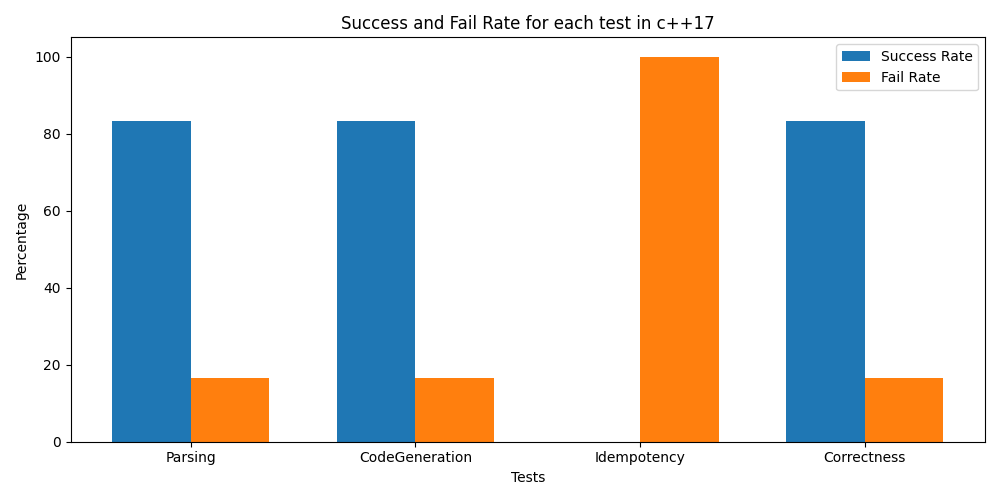 Success and Fail Rate for each test in c++17
Success Rate
Fail Rate
Percentage
100
80
60
40
20
0
Parsing CodeGeneration Idempotency Correctness
Tests